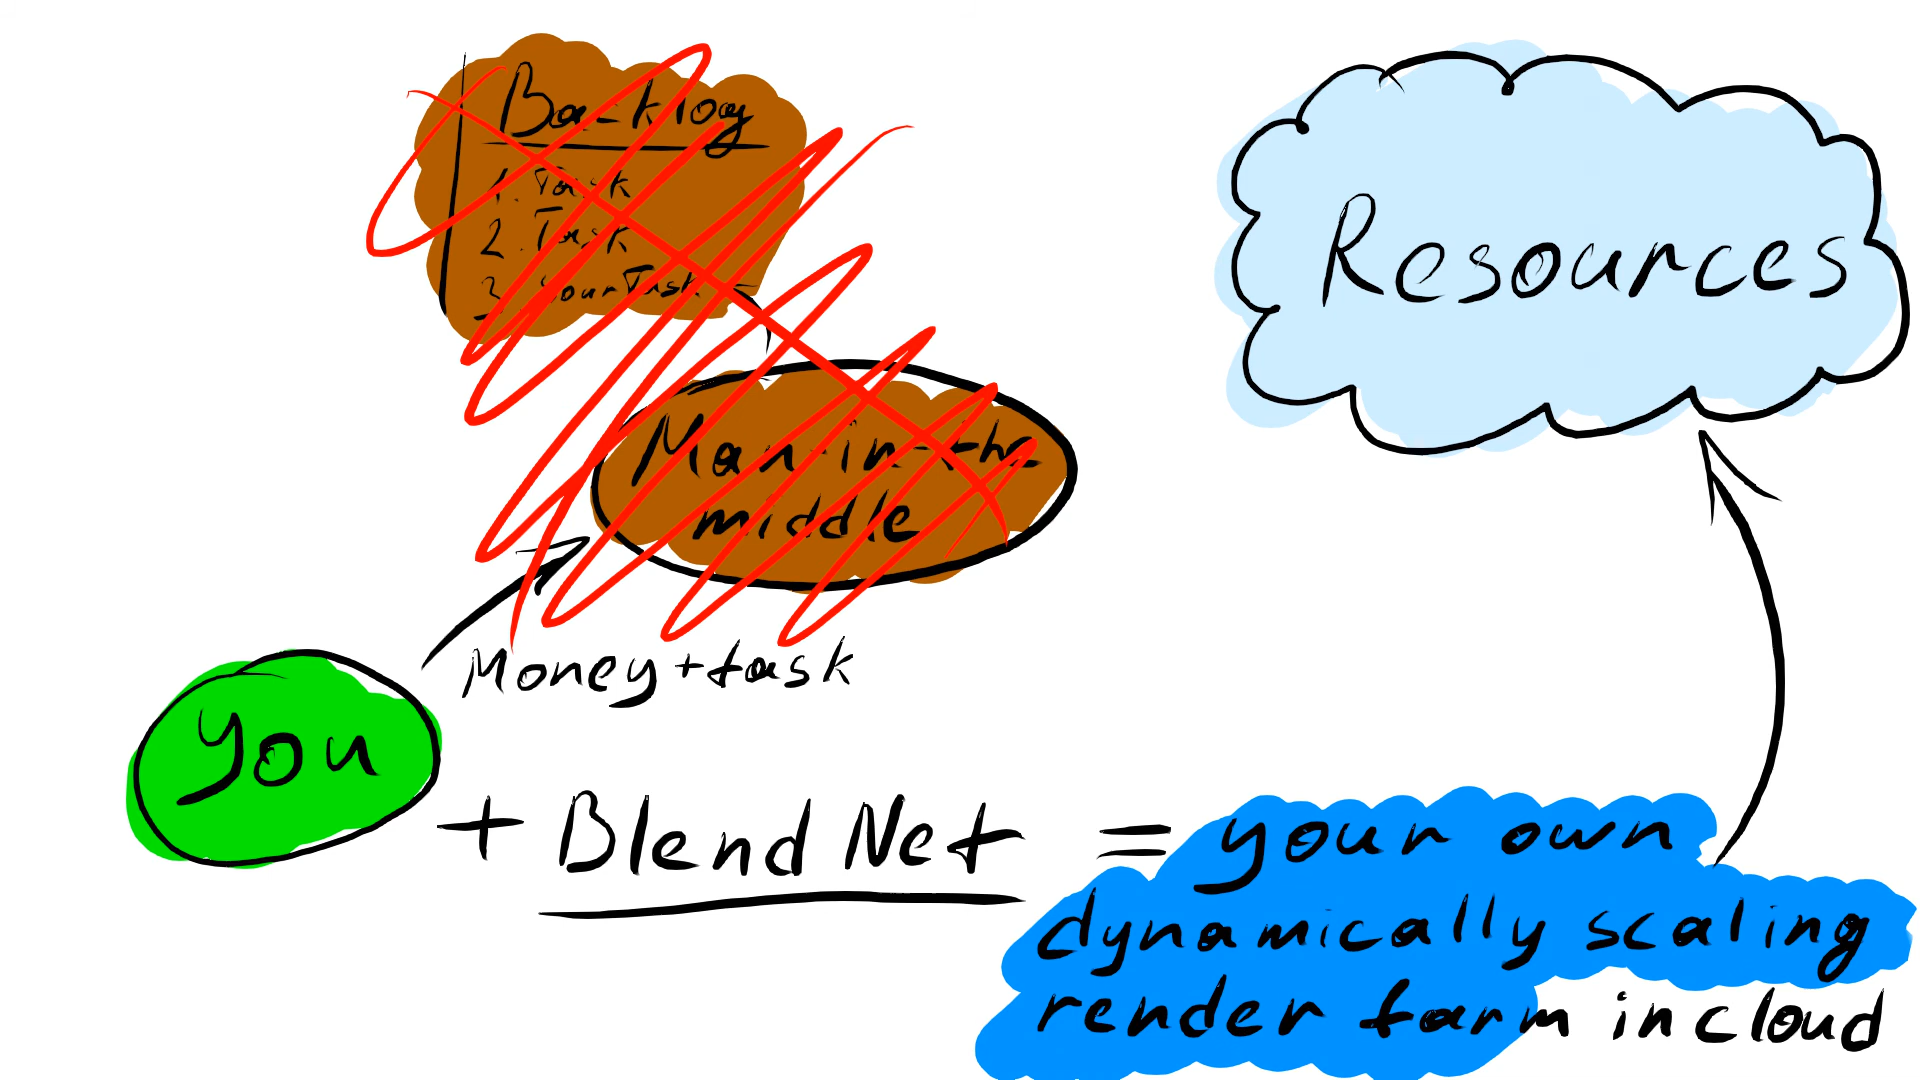 Backlog
1. Task
2. Task
3. Your Task
Resources
Man-in-the
middle
Money+task
you
+ BlendNet = your own
dynamically scaling
render farm in cloud